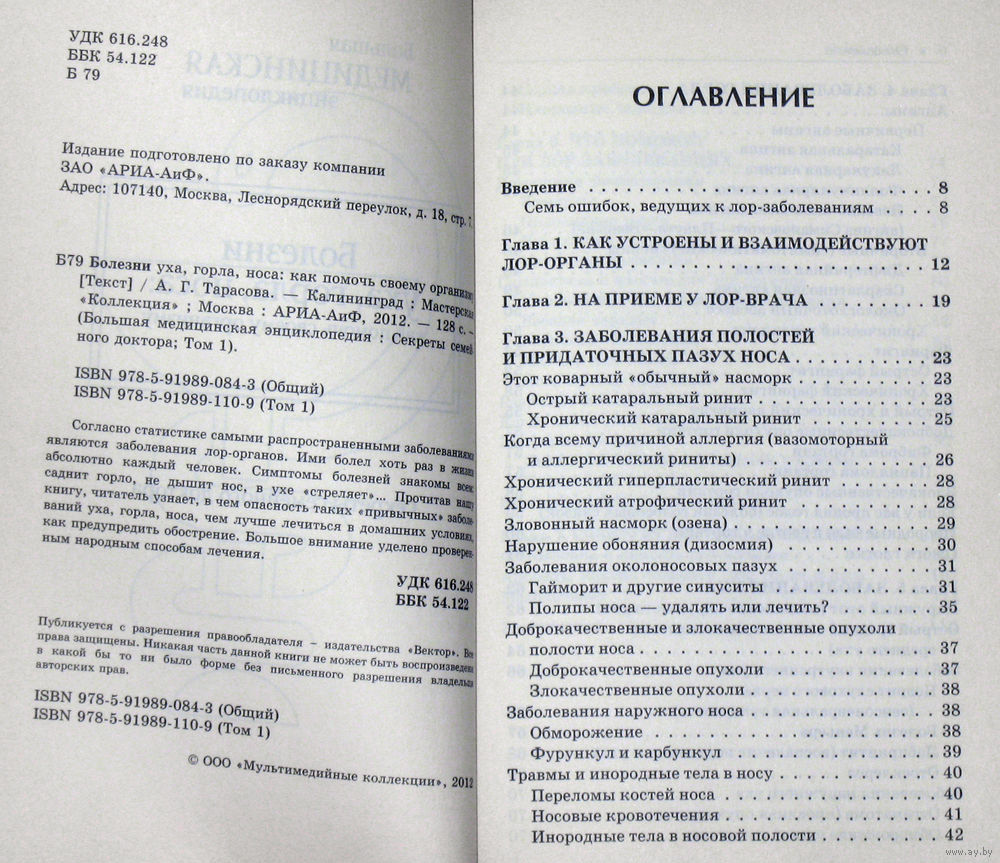 УДК 616.248
ББК 54.122
Б 79
Издание подготовлено по заказу компании
ЗАО «АРИА-АиФ».
Адрес: 107140, Москва, Леснорядский переулок, д. 18, стр.
Б79 Болезни уха, горла, носа: как помочь своему организму
[Текст] / А. Г. Тарасова. — Калининград : Мастерская
«Коллекция» ; Москва : АРИА-АиФ, 2012. — 128 с. —
(Большая медицинская энциклопедия : Секреты семей
ного доктора; Том 1).
ISBN 978-5-91989-084-3 (Общий)
ISBN 978-5-91989-110-9 (Том 1)
Согласно статистике самыми распространенными заболеваниями
являются заболевания лор-органов. Ими болел хоть раз в жизни
абсолютно каждый человек. Симптомы болезней знакомы всем:
саднит горло, не дышит нос, в ухе «стреляет»... Прочитав нашу
книгу, читатель узнает, в чем опасность таких «привычных» заболе-
ваний уха, горла, носа, чем лучше лечиться в домашних условиях,
как предупредить обострение. Большое внимание уделено проверен-
ным народным способам лечения.
УДК 616.248
ББК 54.122
Публикуется с разрешения правообладателя – издательства «Вектор». Все
права защищены. Никакая часть данной книги не может быть воспроизведена
в какой бы то ни было форме без письменного разрешения владельца
авторских прав.
ISBN 978-5-91989-084-3 (Общий)
ISBN 978-5-91989-110-9 (Том 1)
© ООО «Мультимедийные коллекции», 2012
ОГЛАВЛЕНИЕ
Введение . . . . . . . . . . 8
Семь ошибок, ведущих к лор-заболеваниям . . . . 8
Глава 1. КАК УСТРОЕНЫ И ВЗАИМОДЕЙСТВУЮТ
ЛОР-ОРГАНЫ . . . . . . . . . . 12
Глава 2. НА ПРИЕМЕ У ЛОР-ВРАЧА . . . . . . . . 19
Глава 3. ЗАБОЛЕВАНИЯ ПОЛОСТЕЙ
И ПРИДАТОЧНЫХ ПАЗУХ НОСА . . . . . . . . 23
Этот коварный «обычный» насморк . . . . . . . . 23
Острый катаральный ринит . . . . . . . . 23
Хронический катаральный ринит . . . . . . . . 25
Когда всему причиной аллергия (вазомоторный
и аллергический риниты) . . . . . . . . 26
Хронический гиперпластический ринит . . . . . . 28
Хронический атрофический ринит . . . . . . . . 28
Зловонный насморк (озена) . . . . . . . . 29
Нарушение обоняния (дизосмия) . . . . . . . . 30
Заболевания околоносовых пазух . . . . . . . . 31
Гайморит и другие синуситы . . . . . . . . 31
Полипы носа — удалять или лечить? . . . . . . 35
Доброкачественные и злокачественные опухоли
полости носа . . . . . . . . . . 37
Доброкачественные опухоли . . . . . . . . 37
Злокачественные опухоли . . . . . . . . 38
Заболевания наружного носа . . . . . . . . 38
Обморожение . . . . . . . . . . 38
Фурункул и карбункул . . . . . . . . 39
Травмы и инородные тела в носу . . . . . . . . 40
Переломы костей носа . . . . . . . . 40
Носовые кровотечения . . . . . . . . 41
Инородные тела в носовой полости . . . . . . . . 42
www.ay.by